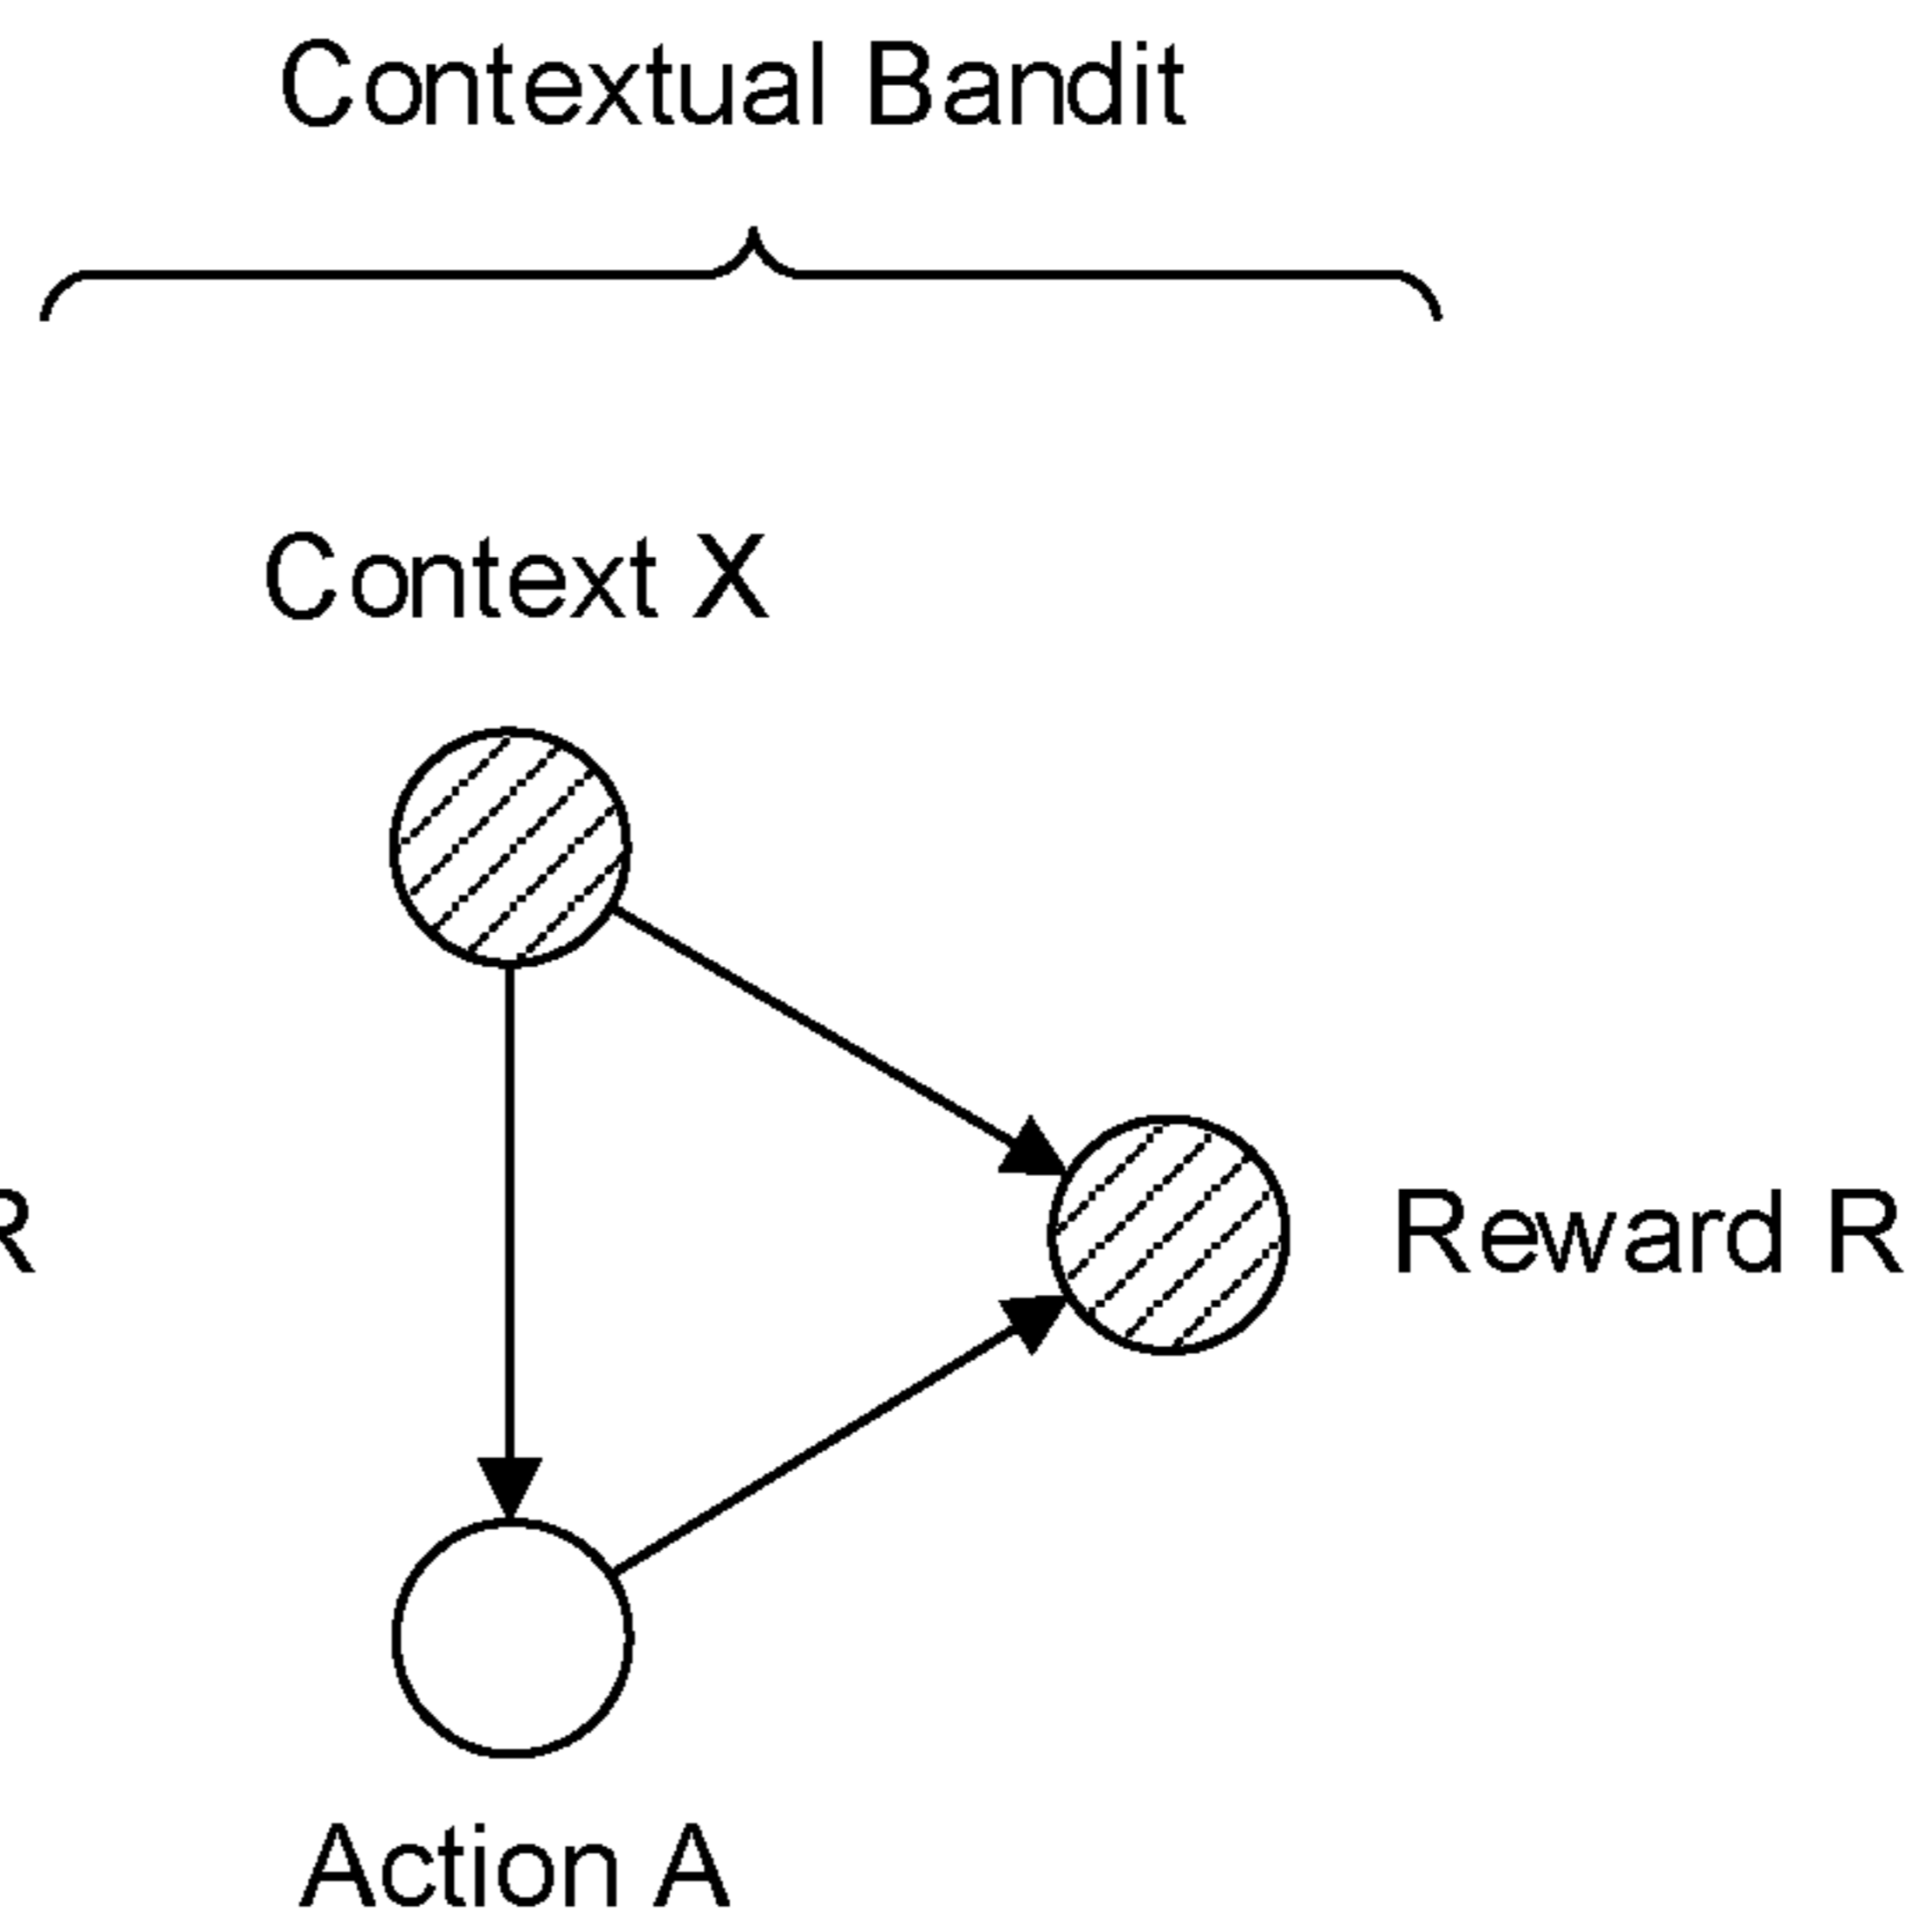 Contextual Bandit
Context X
R
Reward R
Action A